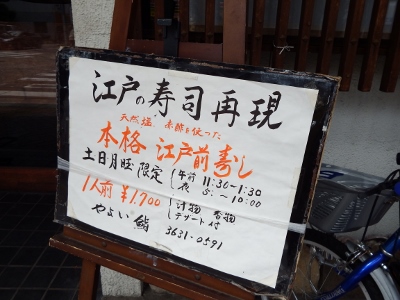 江戸の寿司再現
天然塩、赤酢を使った
本格 江戸前寿し
土日月旺限定 午前 11:30~1:30
夜 5:~10:00
1人前 ¥1,700 汁物 香物
デザート付
やよい鮨 3631-0591